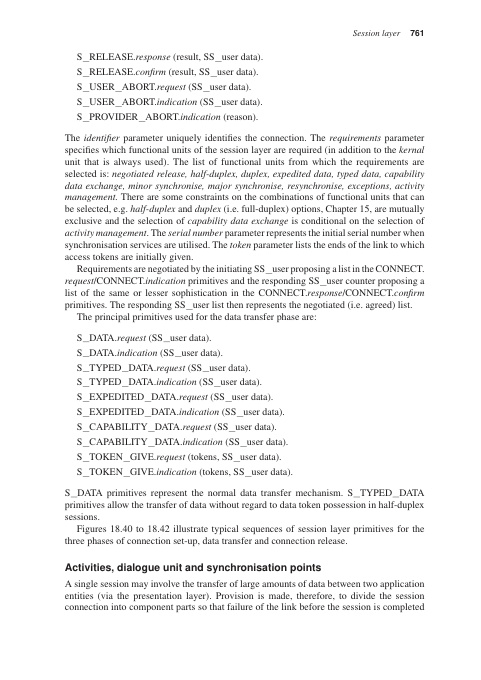 Session layer 761
S_RELEASE.response (result, SS_user data).
S_RELEASE.confirm (result, SS_user data).
S_USER_ABORT.request (SS_user data).
S_USER_ABORT.indication (SS_user data).
S_PROVIDER_ABORT.indication (reason).
The identifier parameter uniquely identifies the connection. The requirements parameter
specifies which functional units of the session layer are required (in addition to the kernel
unit that is always used). The list of functional units from which the requirements are
selected is: negotiated release, half-duplex, duplex, expedited data, typed data, capability
data exchange, minor synchronise, major synchronise, resynchronise, exceptions, activity
management. There are some constraints on the combinations of functional units that can
be selected, e.g. half-duplex and duplex (i.e. full-duplex) options, Chapter 15, are mutually
exclusive and the selection of capability data exchange is conditional on the selection of
activity management. The serial number parameter represents the initial serial number when
synchronisation services are utilised. The token parameter lists the ends of the link to which
access tokens are initially given.
Requirements are negotiated by the initiating SS_user proposing a list in the CONNECT.
request/CONNECT.indication primitives and the responding SS_user counter proposing a
list of the same or lesser sophistication in the CONNECT.response/CONNECT.confirm
primitives. The responding SS_user list then represents the negotiated (i.e. agreed) list.
The principal primitives used for the data transfer phase are:
S_DATA.request (SS_user data).
S_DATA.indication (SS_user data).
S_TYPED_DATA.request (SS_user data).
S_TYPED_DATA.indication (SS_user data).
S_EXPEDITED_DATA.request (SS_user data).
S_EXPEDITED_DATA.indication (SS_user data).
S_CAPABILITY_DATA.request (SS_user data).
S_CAPABILITY_DATA.indication (SS_user data).
S_TOKEN_GIVE.request (tokens, SS_user data).
S_TOKEN_GIVE.indication (tokens, SS_user data).
S_DATA primitives represent the normal data transfer mechanism. S_TYPED_DATA
primitives allow the transfer of data without regard to data token possession in half-duplex
sessions.
Figures 18.40 to 18.42 illustrate typical sequences of session layer primitives for the
three phases of connection set-up, data transfer and connection release.
Activities, dialogue unit and synchronisation points
A single session may involve the transfer of large amounts of data between two application
entities (via the presentation layer). Provision is made, therefore, to divide the session
connection into component parts so that failure of the link before the session is completed